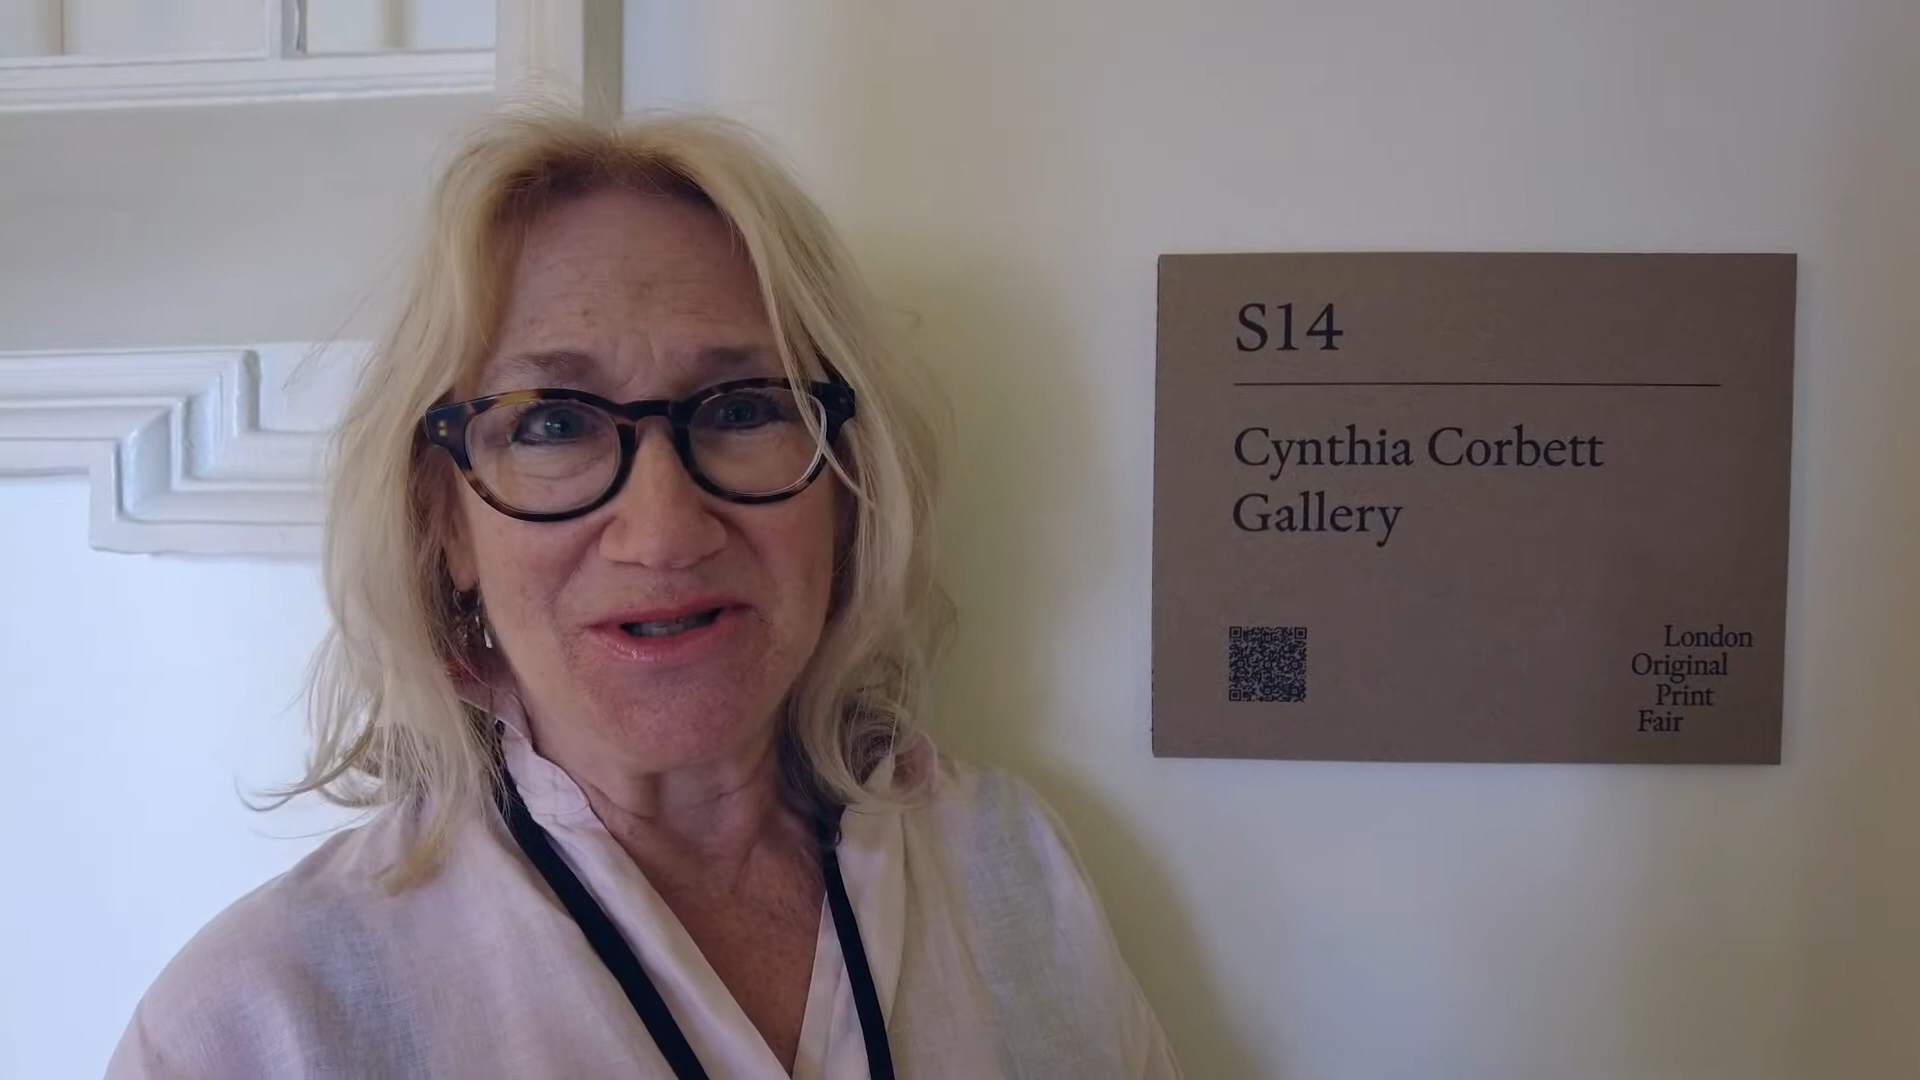 S14
Cynthia Corbett
Gallery
London
Original
Print
Fair